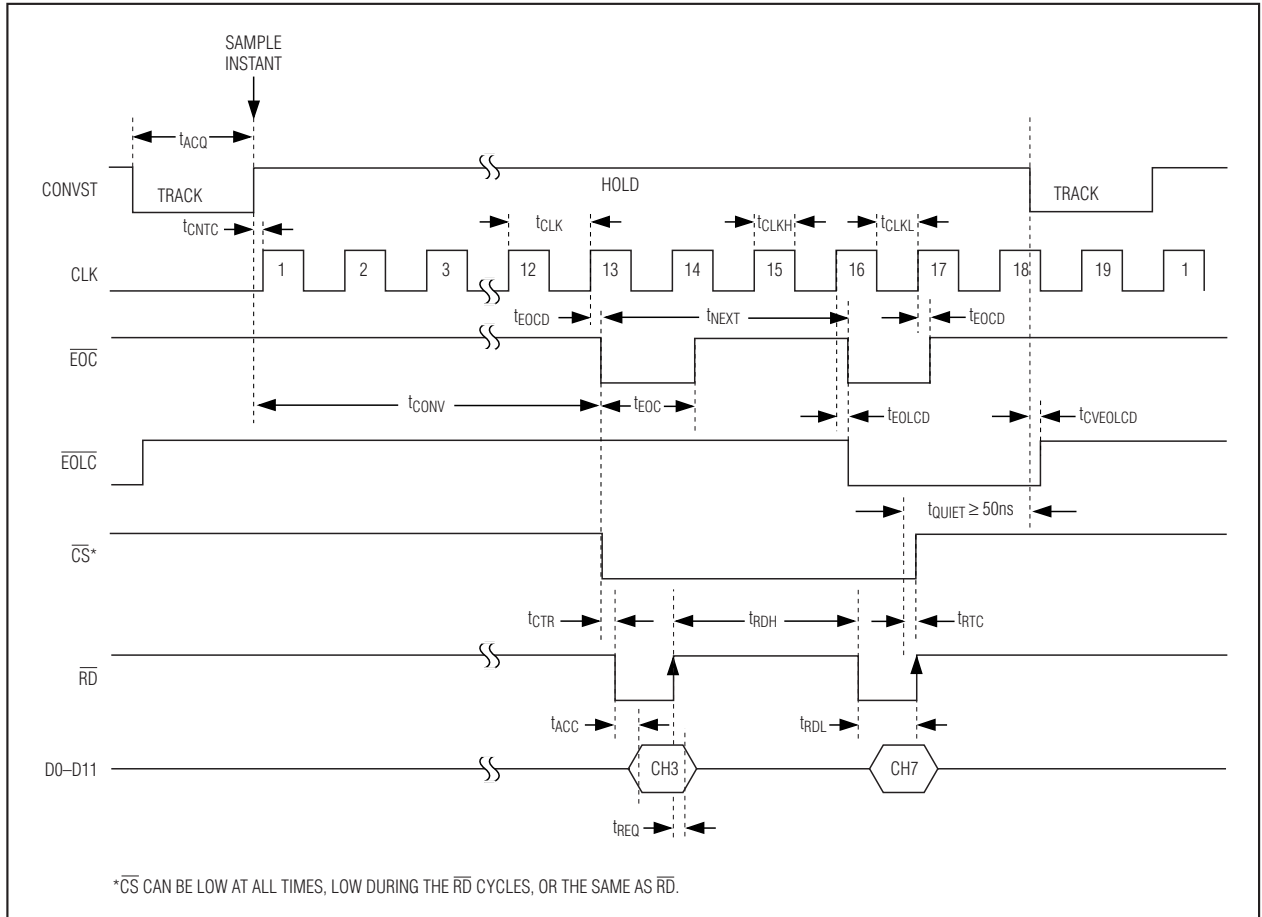 SAMPLE
INSTANT
tACQ
CONVST
TRACK
HOLD
TRACK
tCNTC
tCLK
tCLKH
tCLKL
CLK
1
2
3
12
13
14
15
16
17
18
19
1
tEOCD
tNEXT
tEOCD
EOC
tCONV
tEOC
tEOLCD
tCVEOLCD
EOLC
tQUIET ≥ 50ns
CS*
tCTR
tRDH
tRTC
RD
tACC
tRDL
D0–D11
CH3
CH7
tREQ
*CS CAN BE LOW AT ALL TIMES, LOW DURING THE RD CYCLES, OR THE SAME AS RD.